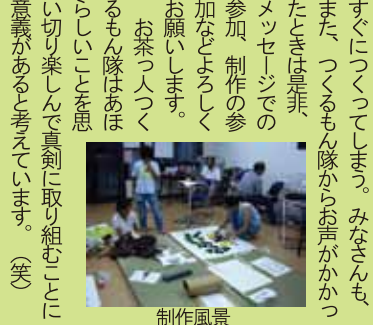 すぐにつくってしまう。みなさんも、
また、つくるもん隊からお声がかかっ
たときは是非、
メッセージでの
参加、制作の参
加などよろしく
お願いします。
お茶っ人つく
るもん隊はあほ
らしいことを思
い切り楽しんで真剣に取り組むことに
意義があると考えています。（笑）
制作風景